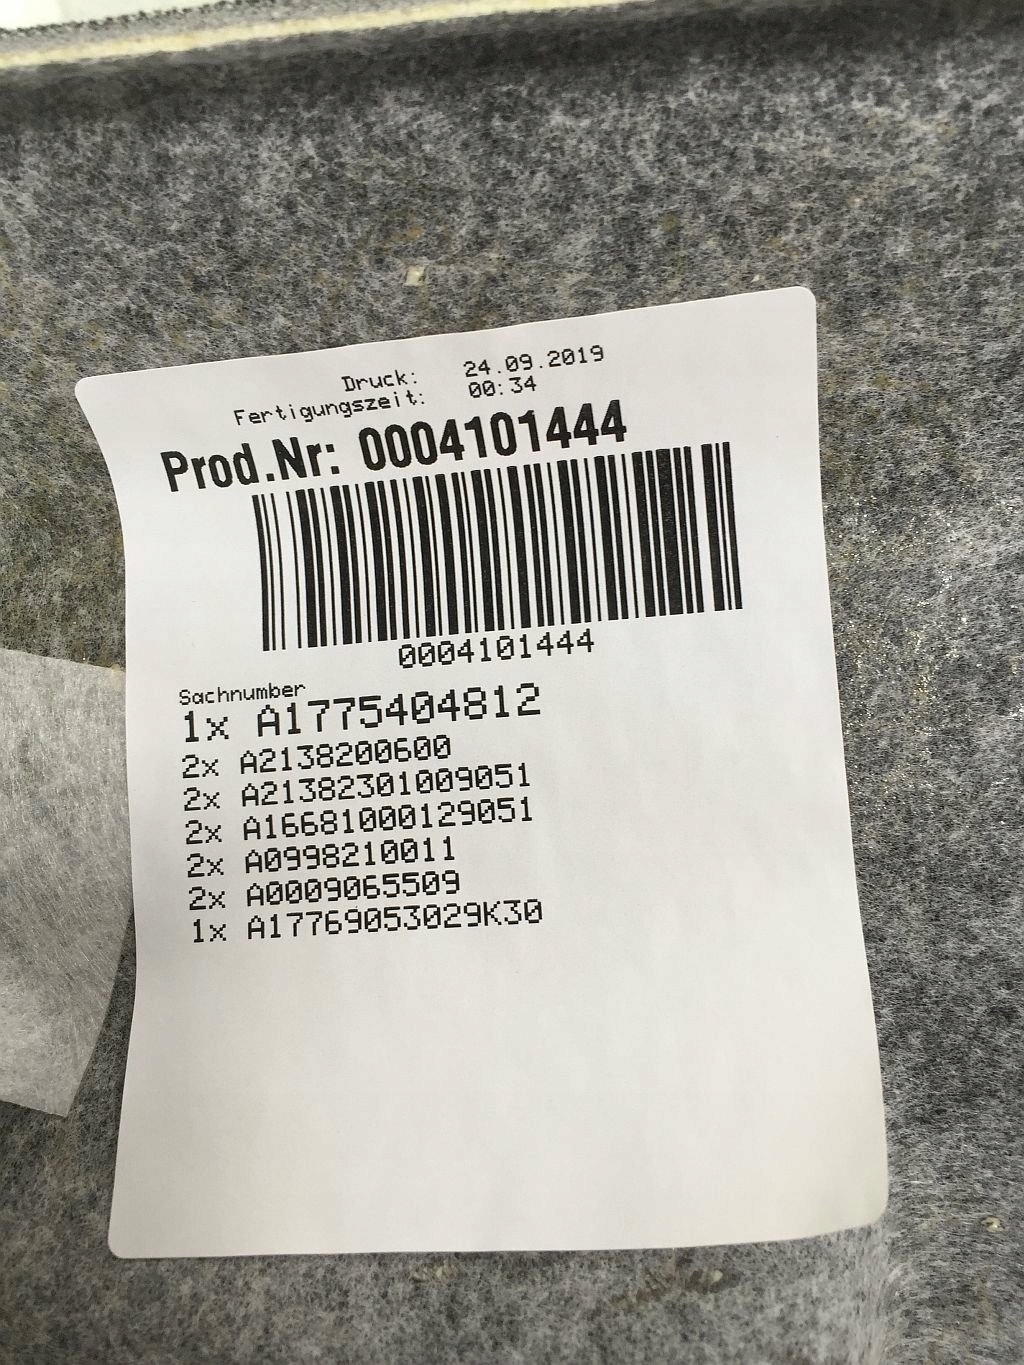 Druck: 24.09.2019
Fertigungszeit: 00:34
Prod.Nr: 0004101444
0004101444
Sachnumber
1x A1775404812
2x A2138200600
2x A21382301009051
2x A16681000129051
2x A0998210011
2x A0009065509
1x A17769053029K30